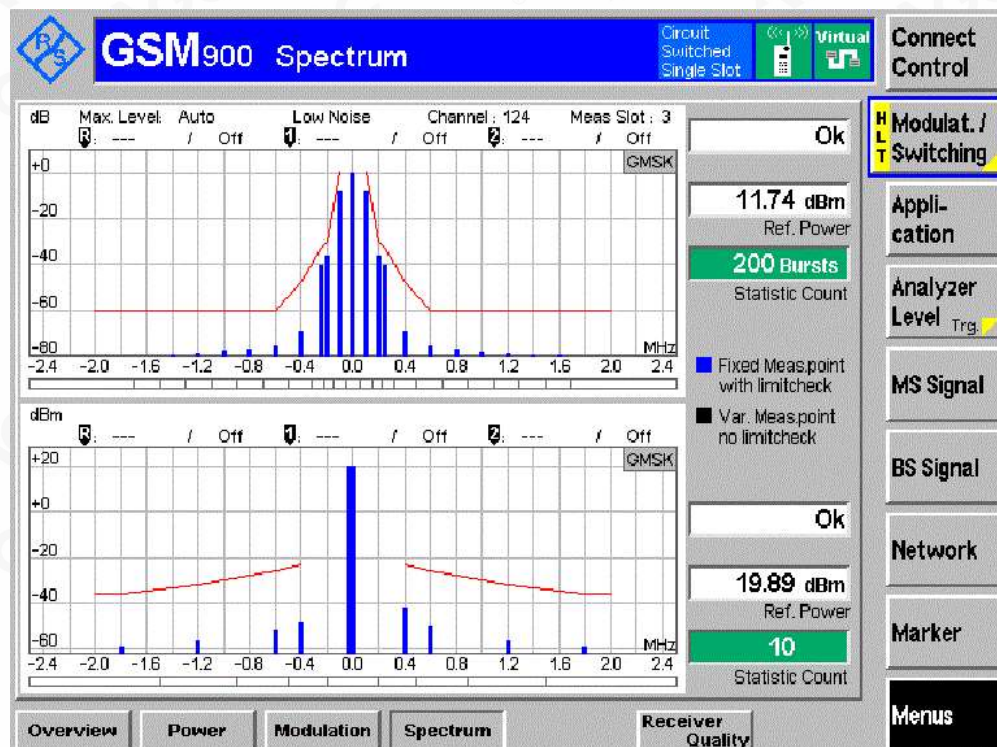 R/S
GSM900 Spectrum
Circuit
Switched
Single Slot
Virtual
Connect
Control
dB Max. Level: Auto Low Noise Channel : 124 Meas Slot : 3
R: --- / Off 1: --- / Off 2: --- / Off
GMSK
+0
-20
-40
-60
-80
MHz
-2.4 -2.0 -1.6 -1.2 -0.8 -0.4 0.0 0.4 0.8 1.2 1.6 2.0 2.4
Ok
11.74 dBm
Ref. Power
200 Bursts
Statistic Count
Fixed Meas.point
with limitcheck
Var. Meas.point
no limitcheck
dBm
R: --- / Off 1: --- / Off 2: --- / Off
GMSK
+20
+0
-20
-40
-60
MHz
-2.4 -2.0 -1.6 -1.2 -0.8 -0.4 0.0 0.4 0.8 1.2 1.6 2.0 2.4
Ok
19.89 dBm
Ref. Power
10
Statistic Count
HLT
Modulat. /
Switching
Appli-
cation
Analyzer
Level Trg.
MS Signal
BS Signal
Network
Marker
Menus
Overview Power Modulation Spectrum Receiver
Quality